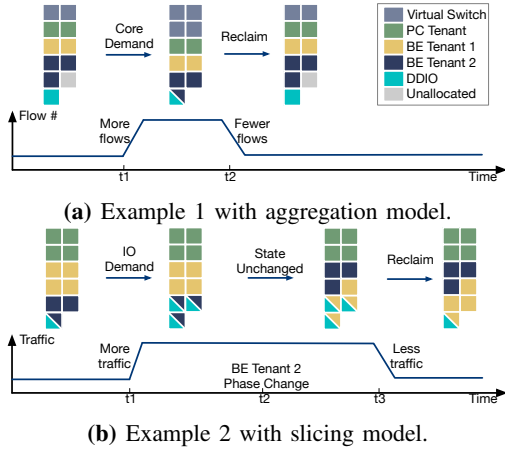 Core
Demand
Reclaim
Virtual Switch
PC Tenant
BE Tenant 1
BE Tenant 2
DDIO
Unallocated
Flow #
More
flows
Fewer
flows
t1
t2
Time
(a) Example 1 with aggregation model.
IO
Demand
State
Unchanged
Reclaim
Traffic
More
traffic
BE Tenant 2
Phase Change
Less
traffic
t1
t2
t3
Time
(b) Example 2 with slicing model.